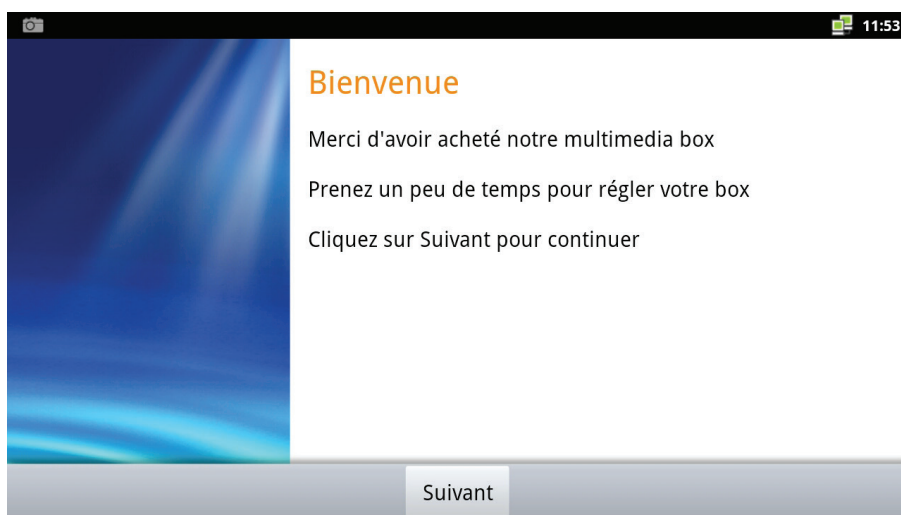 11:53
Bienvenue
Merci d'avoir acheté notre multimedia box
Prenez un peu de temps pour régler votre box
Cliquez sur Suivant pour continuer
Suivant